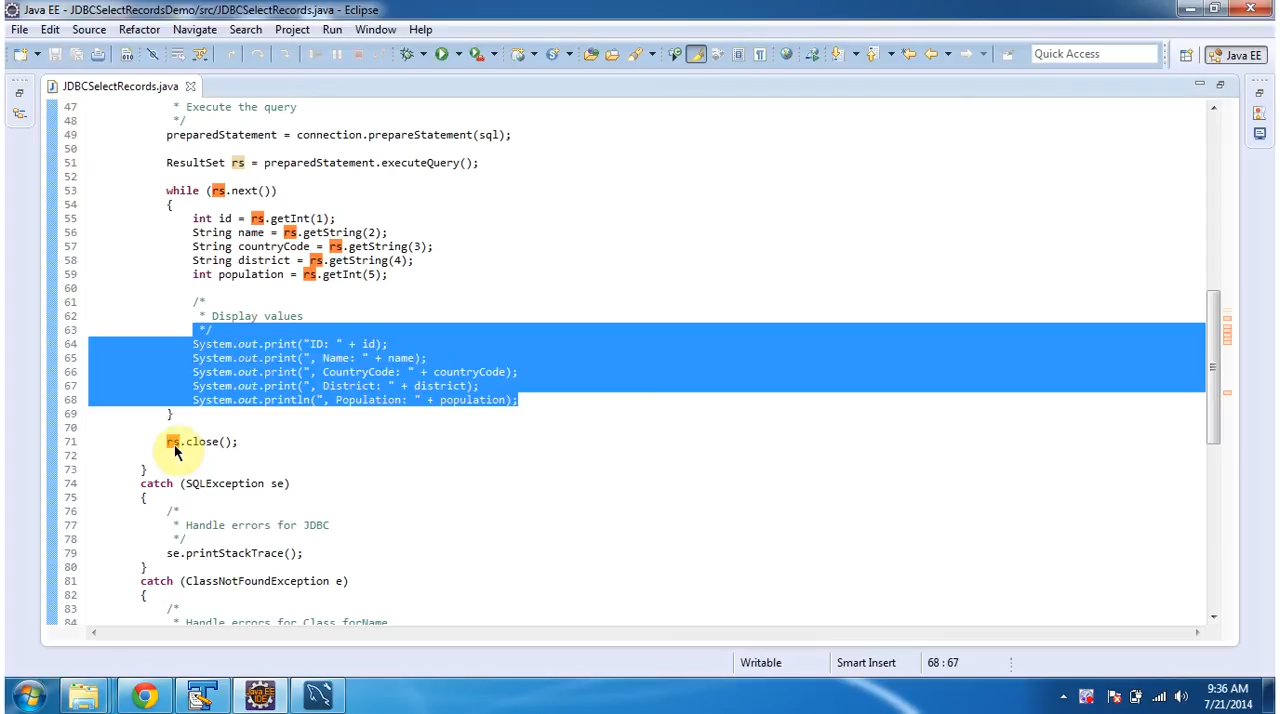 Java EE - JDBCSelectRecordsDemo/src/JDBCSelectRecords.java - Eclipse
File Edit Source Refactor Navigate Search Project Run Window Help
Quick Access
Java EE
JDBCSelectRecords.java
47 * Execute the query
48 */
49 preparedStatement = connection.prepareStatement(sql);
50
51 ResultSet rs = preparedStatement.executeQuery();
52
53 while (rs.next())
54 {
55 int id = rs.getInt(1);
56 String name = rs.getString(2);
57 String countryCode = rs.getString(3);
58 String district = rs.getString(4);
59 int population = rs.getInt(5);
60
61 /*
62 * Display values
63 */
64 System.out.print("ID: " + id);
65 System.out.print(", Name: " + name);
66 System.out.print(", CountryCode: " + countryCode);
67 System.out.print(", District: " + district);
68 System.out.println(", Population: " + population);
69 }
70
71 rs.close();
72
73 }
74 catch (SQLException se)
75 {
76 /*
77 * Handle errors for JDBC
78 */
79 se.printStackTrace();
80 }
81 catch (ClassNotFoundException e)
82 {
83 /*
84 * Handle errors for Class.forName
Writable Smart Insert 68 : 67
Java EE
IDE
9:36 AM
7/21/2014